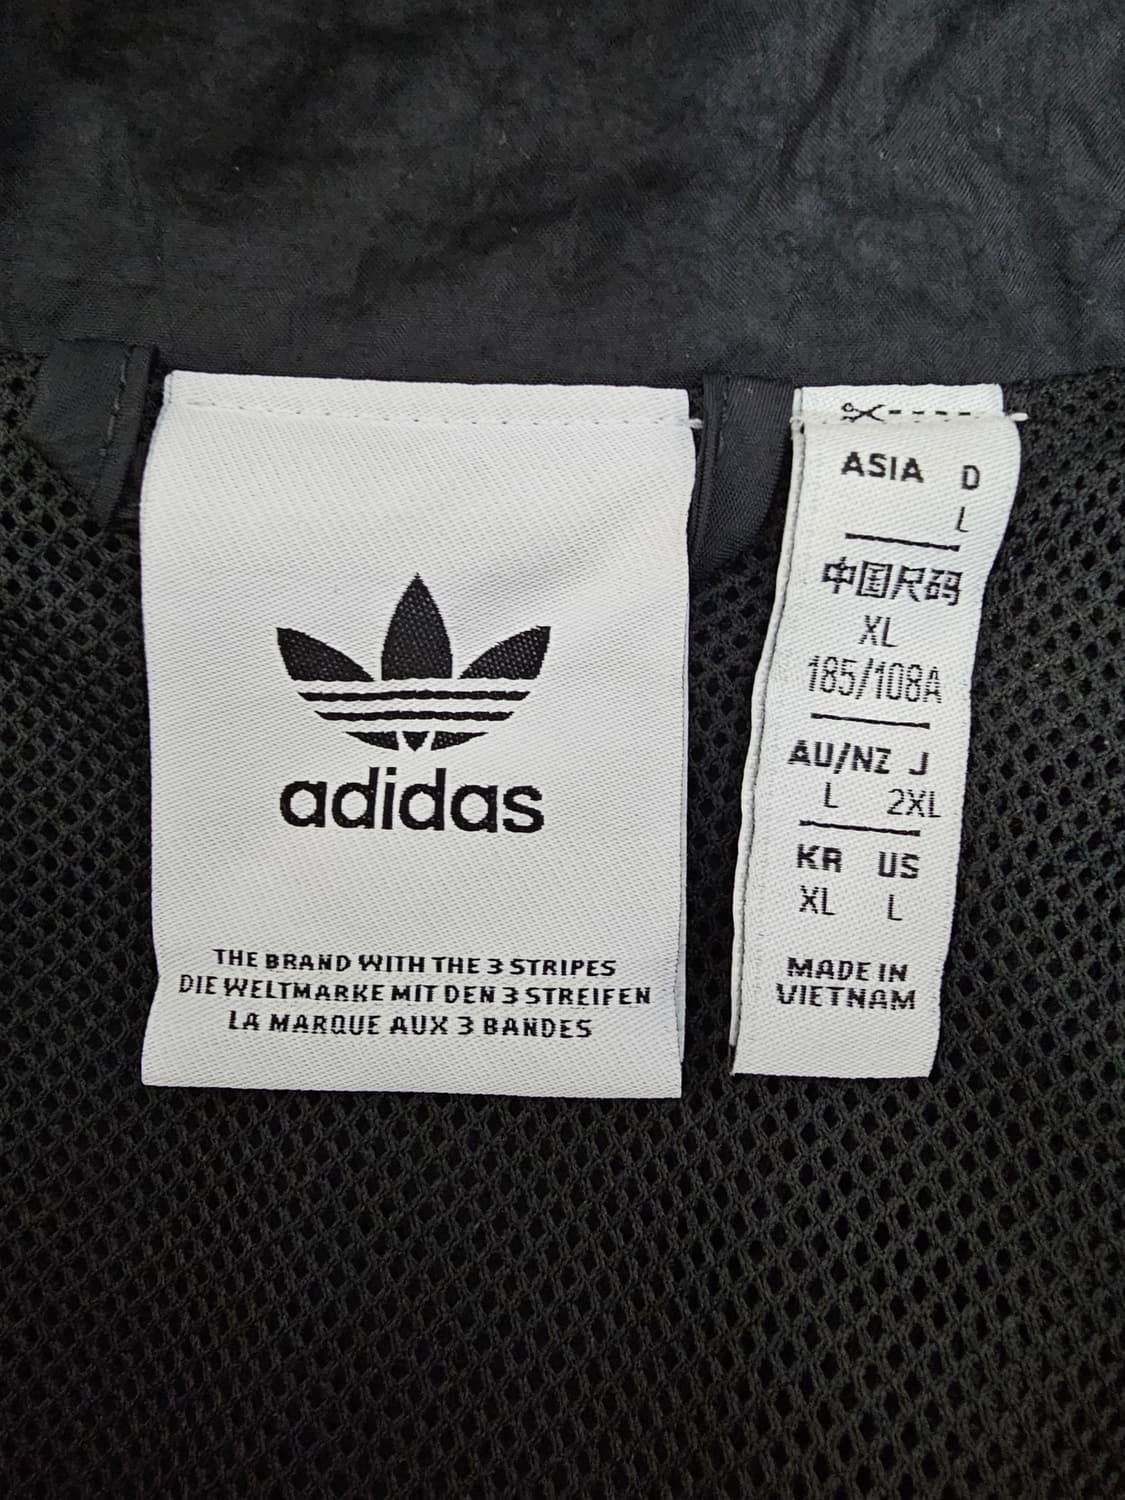 adidas
THE BRAND WITH THE 3 STRIPES
DIE WELTMARKE MIT DEN 3 STREIFEN
LA MARQUE AUX 3 BANDES
ASIA D
L
中国尺码
XL
185/108A
AU/NZ J
L 2XL
KR US
XL L
MADE IN
VIETNAM